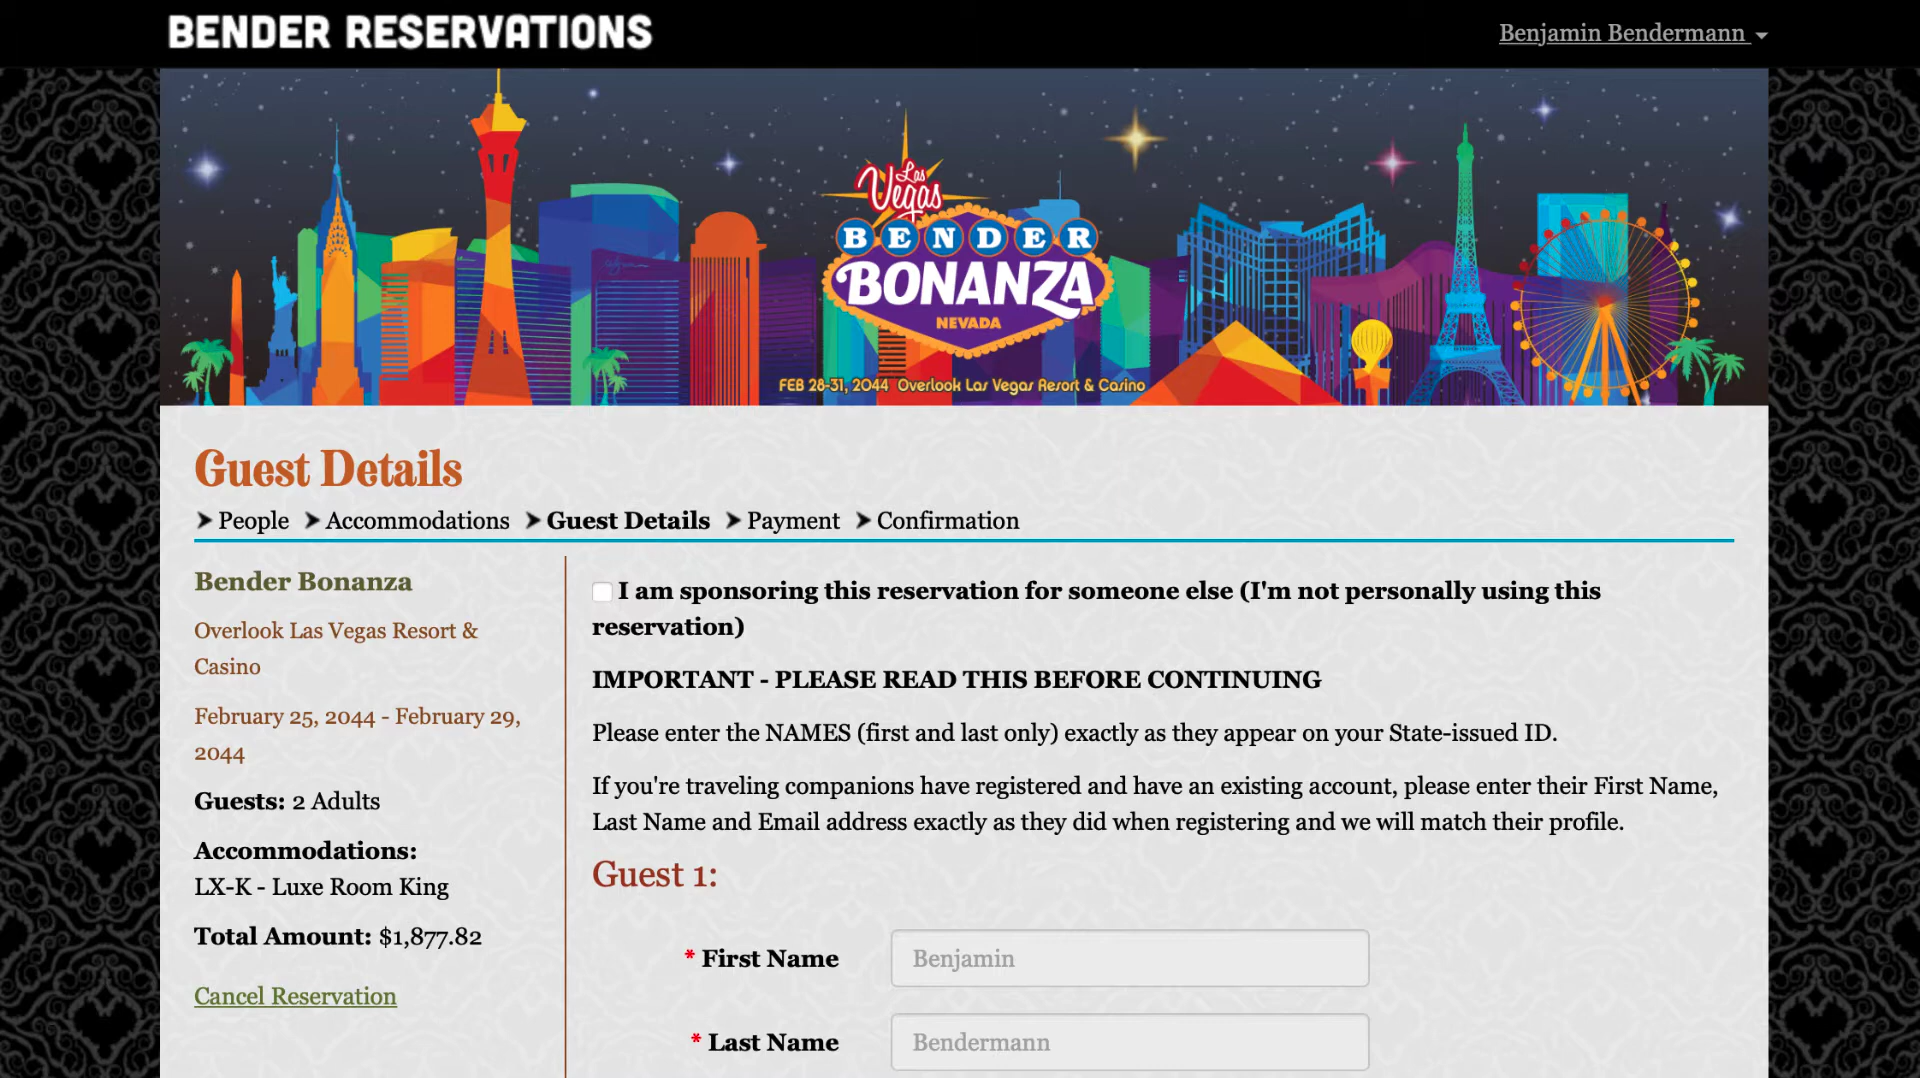 BENDER RESERVATIONS
Benjamin Bendermann
Las
Vegas
BENDER
BONANZA
NEVADA
FEB 28-31, 2044 Overlook Las Vegas Resort & Casino
Guest Details
People Accommodations Guest Details Payment Confirmation
Bender Bonanza
Overlook Las Vegas Resort &
Casino
February 25, 2044 - February 29,
2044
Guests: 2 Adults
Accommodations:
LX-K - Luxe Room King
Total Amount: $1,877.82
Cancel Reservation
I am sponsoring this reservation for someone else (I'm not personally using this
reservation)
IMPORTANT - PLEASE READ THIS BEFORE CONTINUING
Please enter the NAMES (first and last only) exactly as they appear on your State-issued ID.
If you're traveling companions have registered and have an existing account, please enter their First Name,
Last Name and Email address exactly as they did when registering and we will match their profile.
Guest 1:
* First Name Benjamin
* Last Name Bendermann